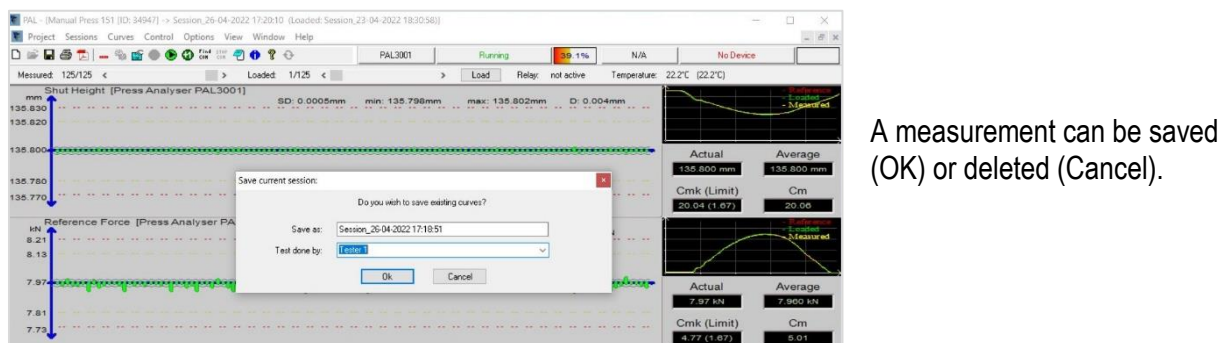 PAL - [Manual Press 151 [ID: 34947] -> Session_26-04-2022 17:20:10 (Loaded: Session_23-04-2022 18:30:58)]
Project Sessions Curves Control Options View Window Help
PAL3001 Running 39.1% N/A No Device
Measured: 125/125 < > Loaded: 1/125 < > Load Relay: not active Temperature: 22.2°C (22.2°C)
Shut Height [Press Analyser PAL3001]
mm SD: 0.0005mm min: 135.798mm max: 135.802mm D: 0.004mm
135.830
135.820
135.800
135.780
135.770
- Reference
- Loaded
- Measured
Actual Average
135.800 mm 135.800 mm
Cmk (Limit) Cm
20.04 (1.67) 20.06
Save current session:
Do you wish to save existing curves?
Save as: Session_26-04-2022 17:18:51
Test done by: Tester 1
Ok Cancel
Reference Force [Press Analyser PA
kN
8.21
8.13
7.97
7.81
7.73
- Reference
- Loaded
- Measured
Actual Average
7.97 kN 7.960 kN
Cmk (Limit) Cm
4.77 (1.67) 5.01
A measurement can be saved
(OK) or deleted (Cancel).